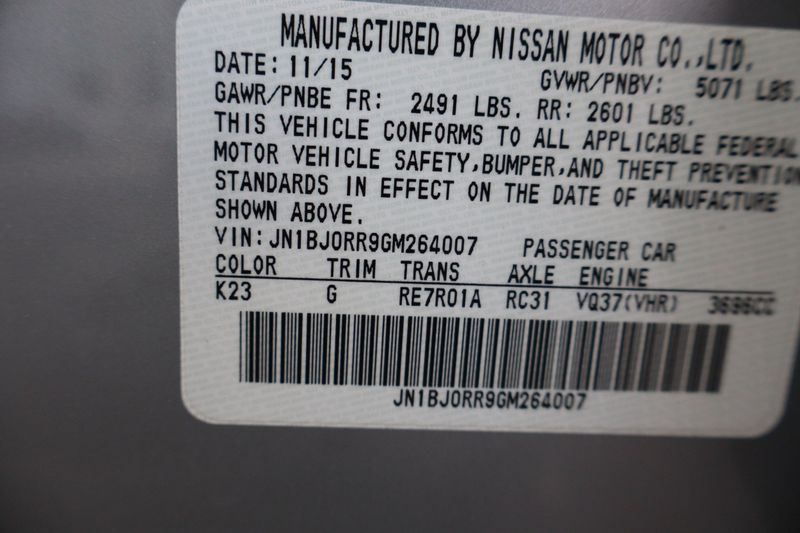 MANUFACTURED BY NISSAN MOTOR CO.,LTD.
DATE: 11/15 GVWR/PNBV: 5071 LBS.
GAWR/PNBE FR: 2491 LBS. RR: 2601 LBS.
THIS VEHICLE CONFORMS TO ALL APPLICABLE FEDERAL
MOTOR VEHICLE SAFETY,BUMPER,AND THEFT PREVENTION
STANDARDS IN EFFECT ON THE DATE OF MANUFACTURE
SHOWN ABOVE.
VIN: JN1BJ0RR9GM264007 PASSENGER CAR
COLOR TRIM TRANS AXLE ENGINE
K23 G RE7R01A RC31 VQ37(VHR) 3696CC
JN1BJ0RR9GM264007